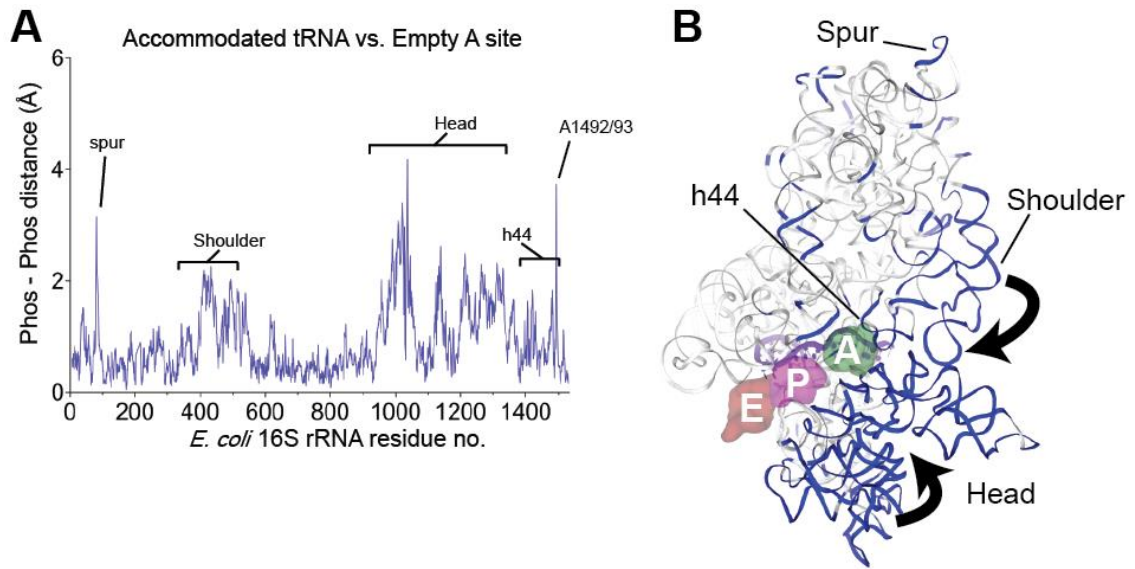 A
Accommodated tRNA vs. Empty A site
Phos - Phos distance (Å)
6
4
2
0
spur
Shoulder
Head
A1492/93
h44
0
200
400
600
800
1000
1200
1400
E. coli 16S rRNA residue no.
B
Spur
h44
Shoulder
A
P
E
Head